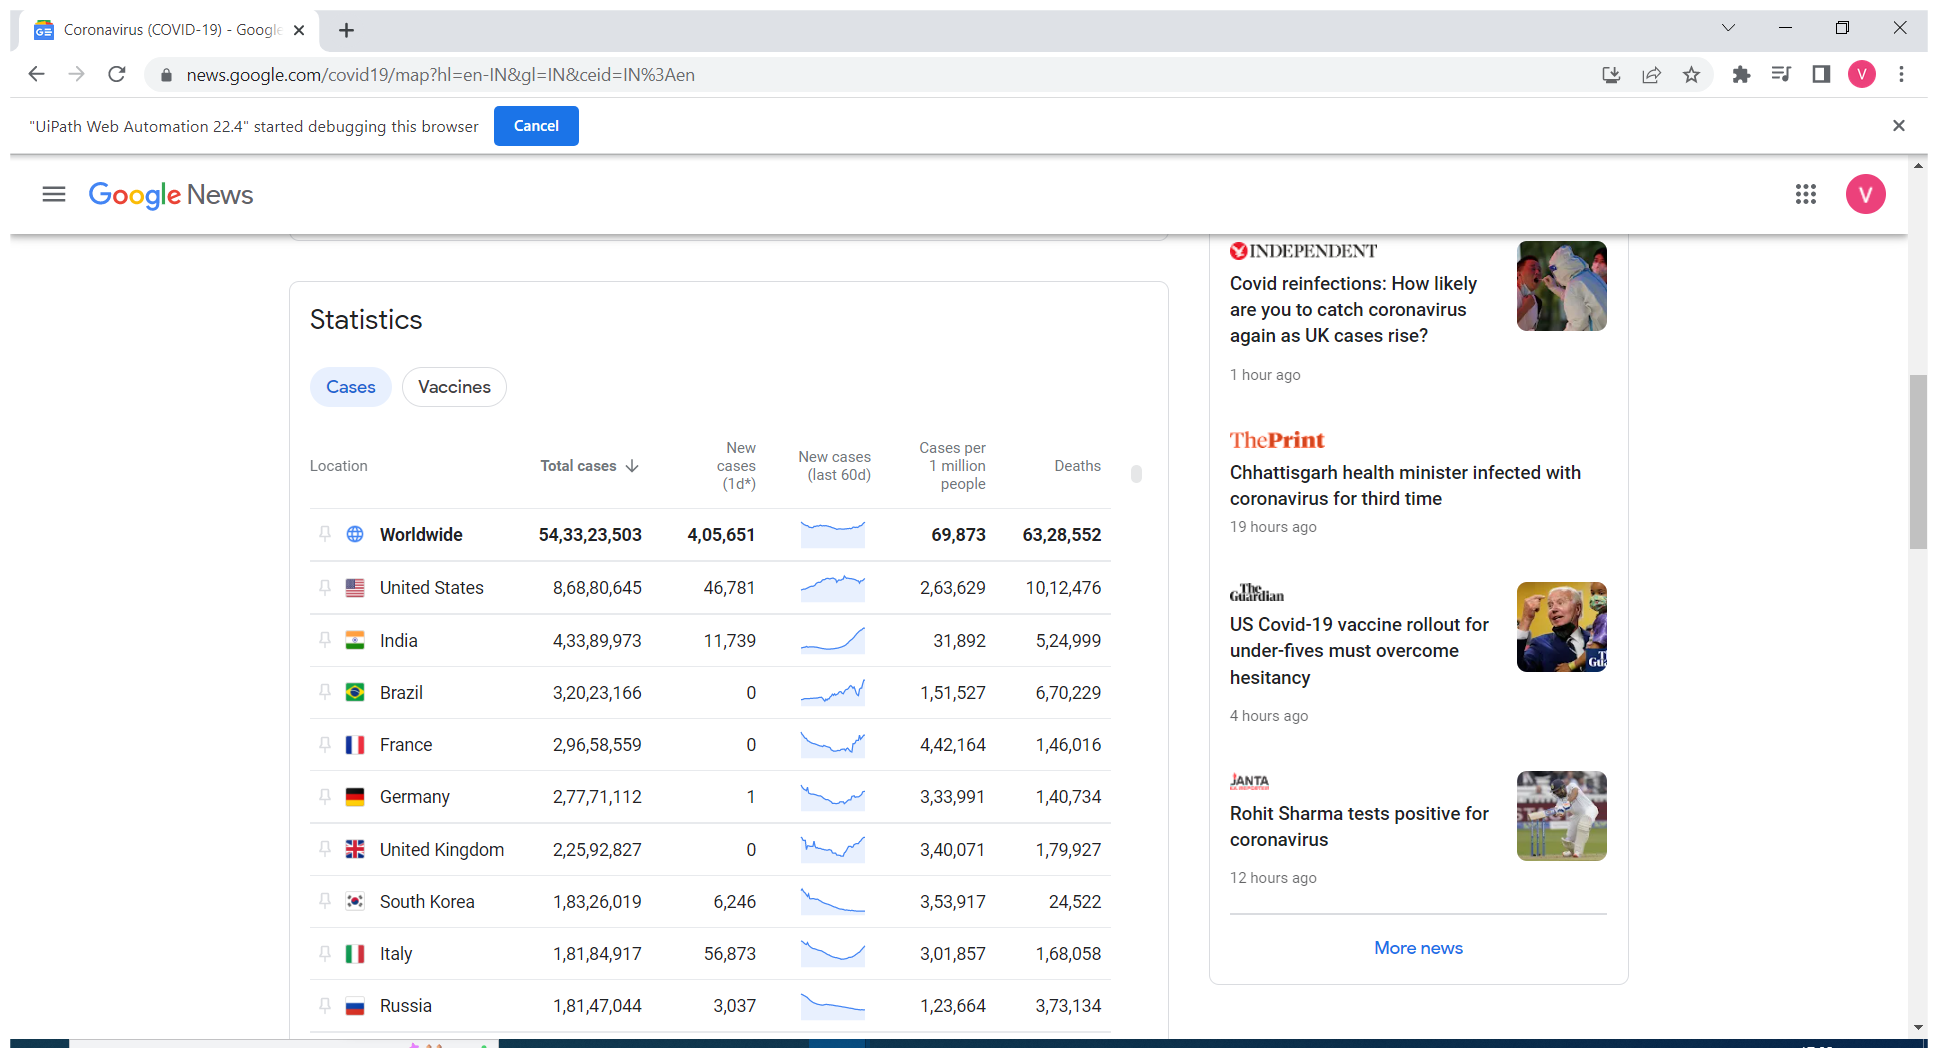 Coronavirus (COVID-19) - Google
news.google.com/covid19/map?hl=en-IN&gl=IN&ceid=IN%3Aen
V
"UiPath Web Automation 22.4" started debugging this browser
Cancel
Google News
V
Statistics
Cases
Vaccines
Location
Total cases
New
cases
(1d*)
New cases
(last 60d)
Cases per
1 million
people
Deaths
Worldwide 54,33,23,503 4,05,651 69,873 63,28,552
United States 8,68,80,645 46,781 2,63,629 10,12,476
India 4,33,89,973 11,739 31,892 5,24,999
Brazil 3,20,23,166 0 1,51,527 6,70,229
France 2,96,58,559 0 4,42,164 1,46,016
Germany 2,77,71,112 1 3,33,991 1,40,734
United Kingdom 2,25,92,827 0 3,40,071 1,79,927
South Korea 1,83,26,019 6,246 3,53,917 24,522
Italy 1,81,84,917 56,873 3,01,857 1,68,058
Russia 1,81,47,044 3,037 1,23,664 3,73,134
INDEPENDENT
Covid reinfections: How likely
are you to catch coronavirus
again as UK cases rise?
1 hour ago
ThePrint
Chhattisgarh health minister infected with
coronavirus for third time
19 hours ago
The
Guardian
US Covid-19 vaccine rollout for
under-fives must overcome
hesitancy
4 hours ago
JANTA
KA REPORTER
Rohit Sharma tests positive for
coronavirus
12 hours ago
More news